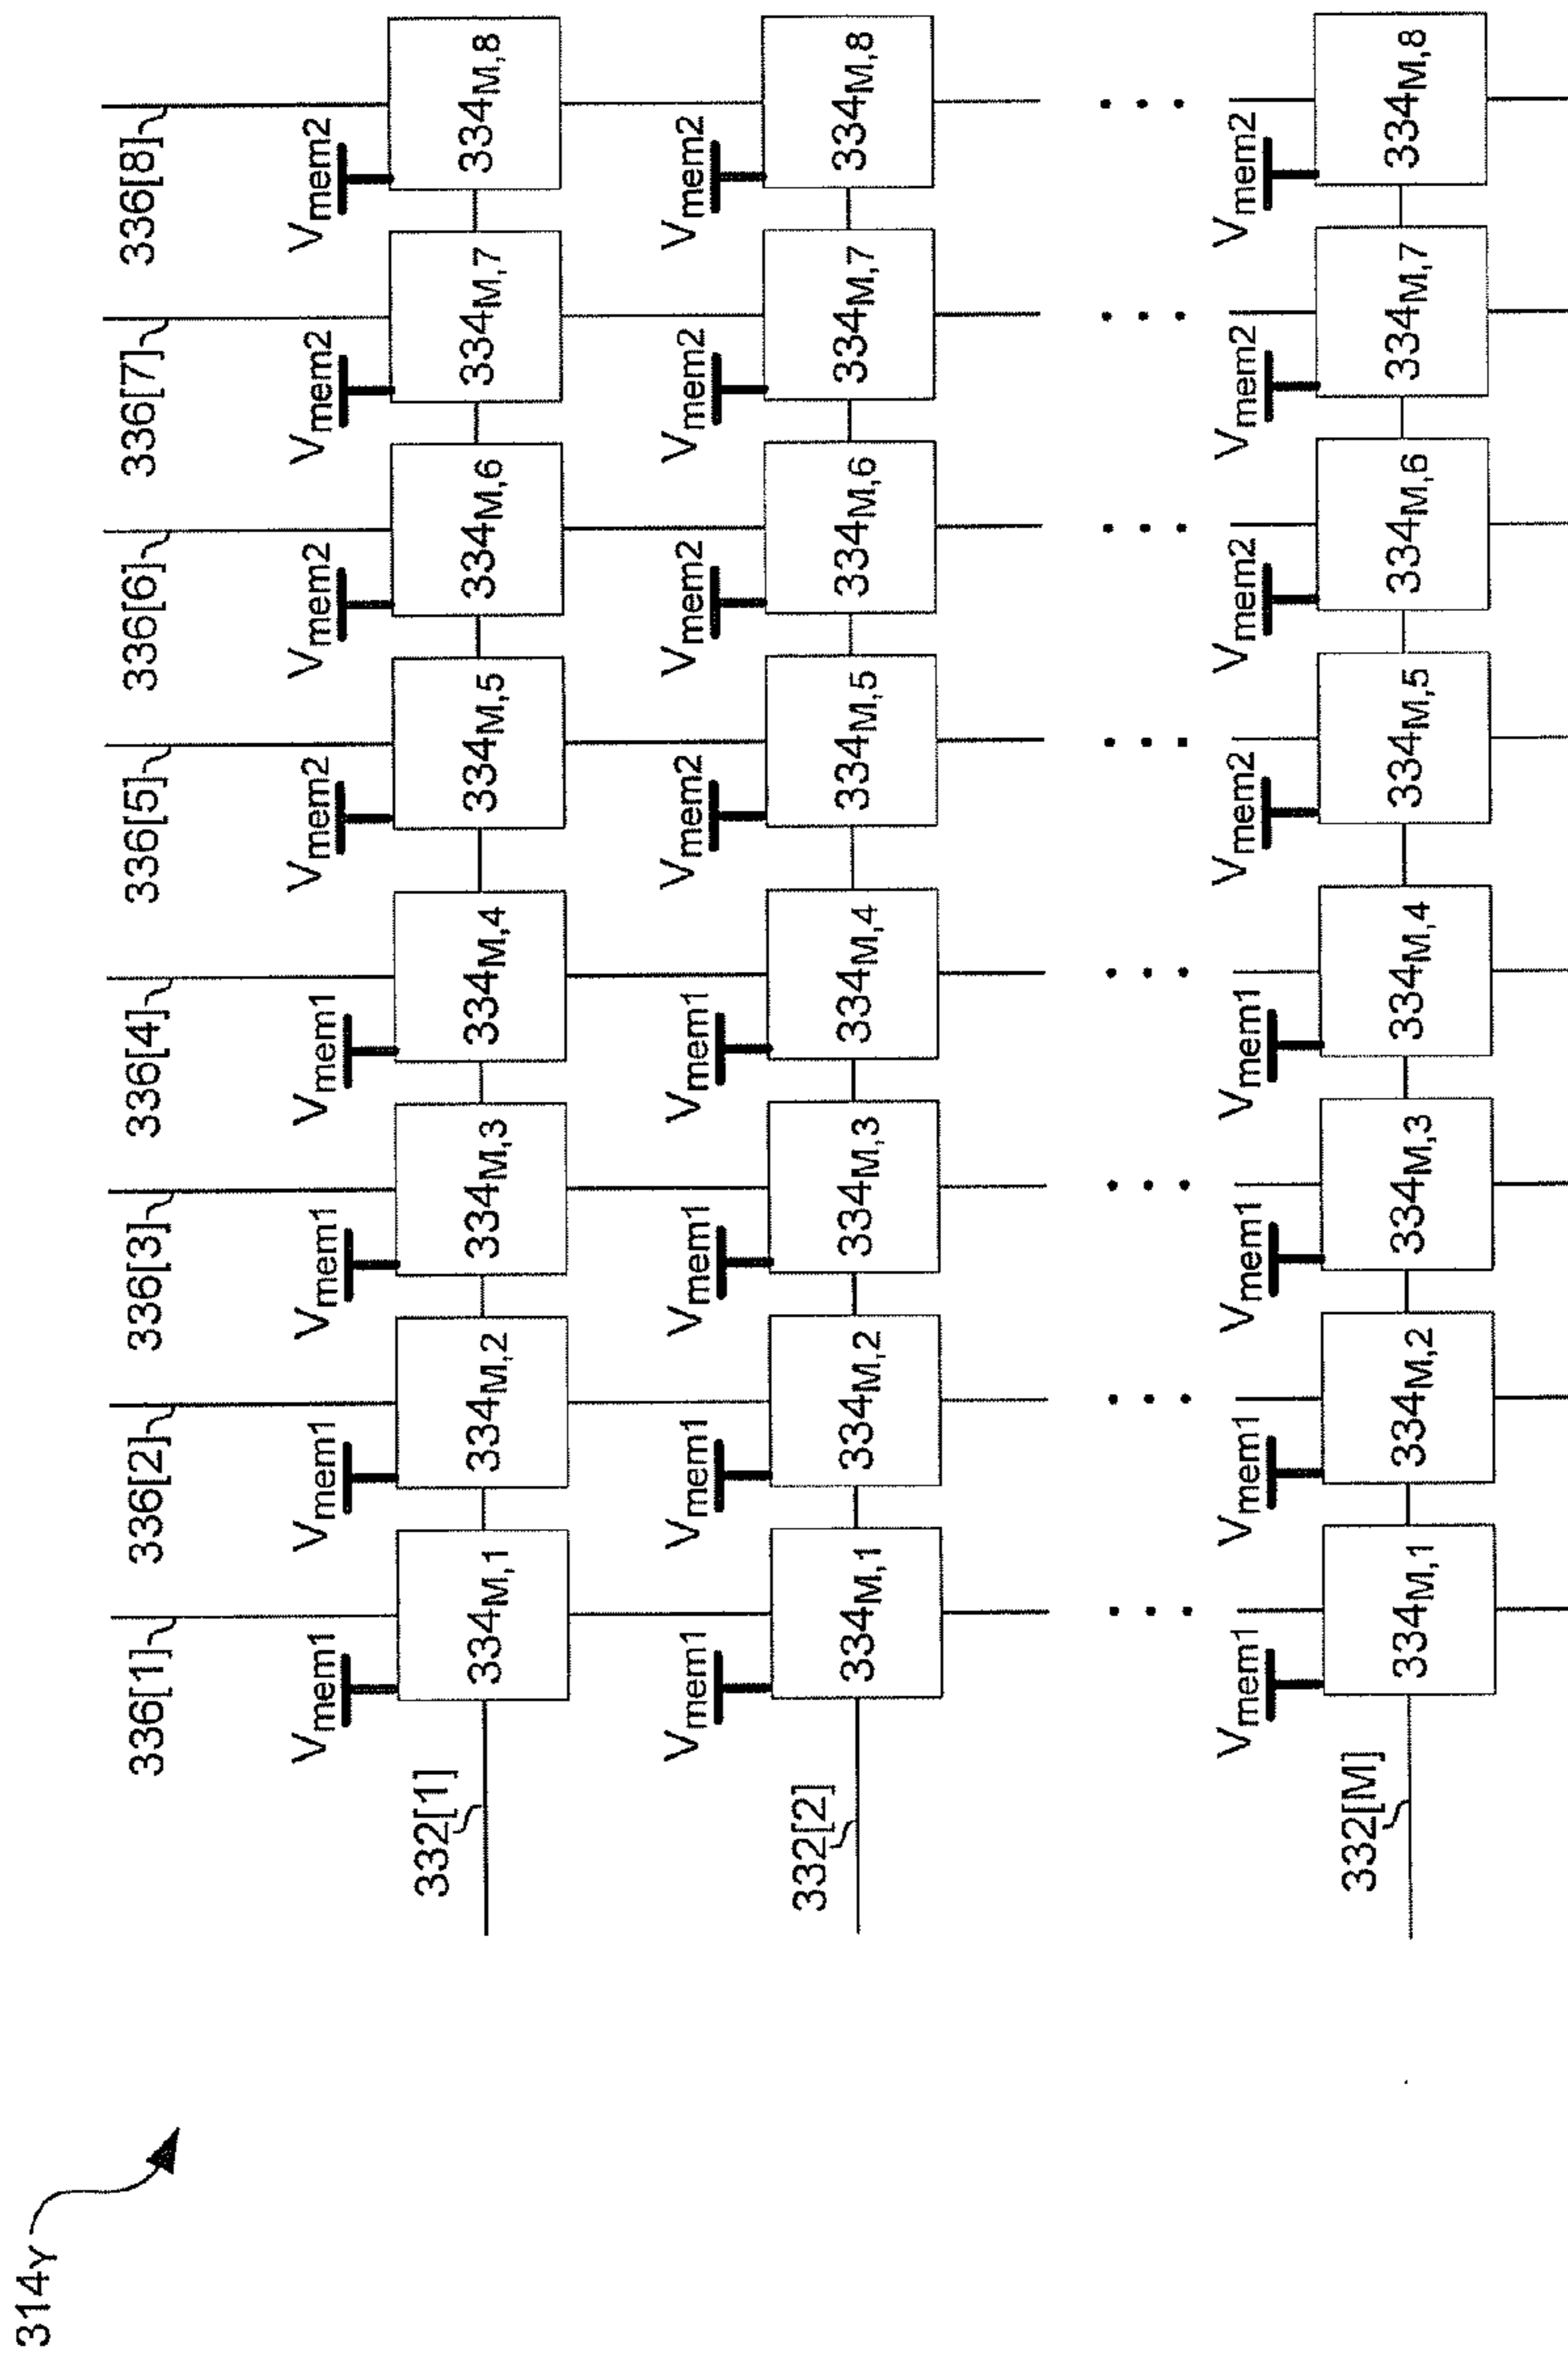 314Y
336[1] 336[2] 336[3] 336[4] 336[5] 336[6] 336[7] 336[8]
Vmem1 Vmem1 Vmem1 Vmem1 Vmem2 Vmem2 Vmem2 Vmem2
332[1] 334M,1 334M,2 334M,3 334M,4 334M,5 334M,6 334M,7 334M,8
Vmem1 Vmem1 Vmem1 Vmem1 Vmem2 Vmem2 Vmem2 Vmem2
332[2] 334M,1 334M,2 334M,3 334M,4 334M,5 334M,6 334M,7 334M,8
Vmem1 Vmem1 Vmem1 Vmem1 Vmem2 Vmem2 Vmem2 Vmem2
332[M] 334M,1 334M,2 334M,3 334M,4 334M,5 334M,6 334M,7 334M,8